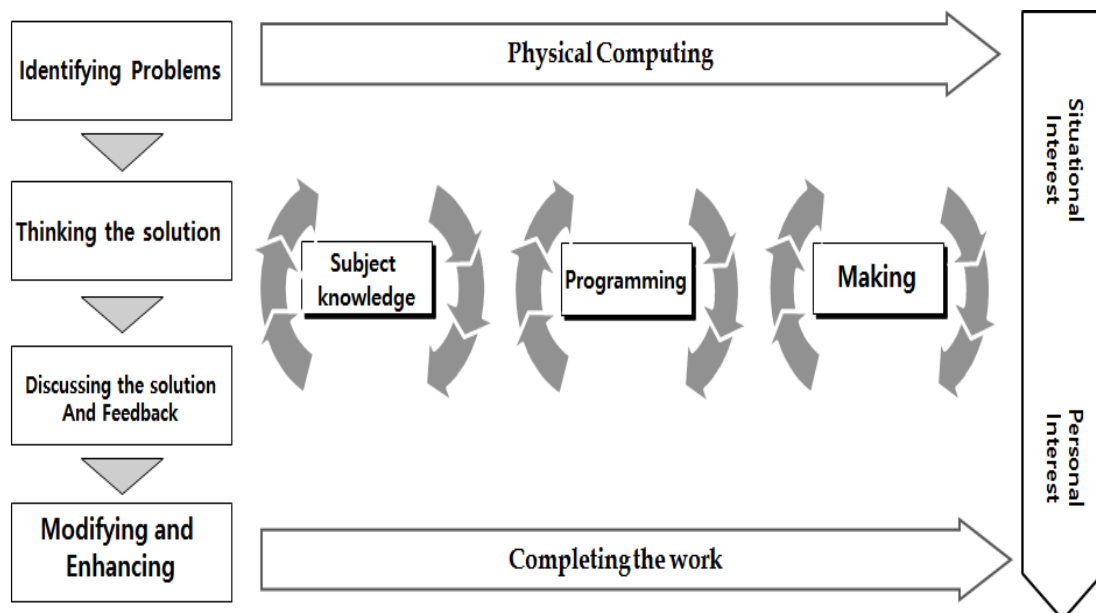 Identifying Problems
Physical Computing
Situational
Interest
Thinking the solution
Subject
knowledge
Programming
Making
Discussing the solution
And Feedback
Personal
Interest
Modifying and
Enhancing
Completing the work